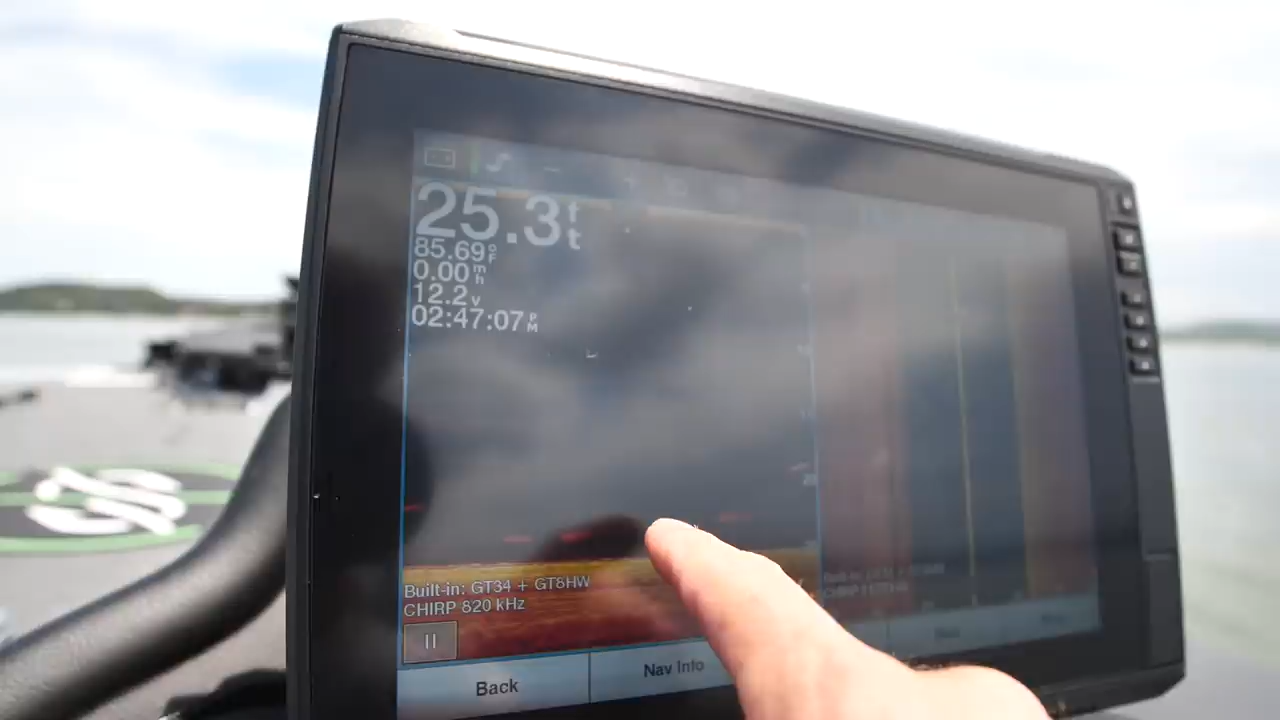 25.3 ft
85.69°F
0.00 mh
12.2 v
02:47:07 PM
20
Built-in: GT34 + GT8HW
CHIRP 820 kHz
Back
Nav Info